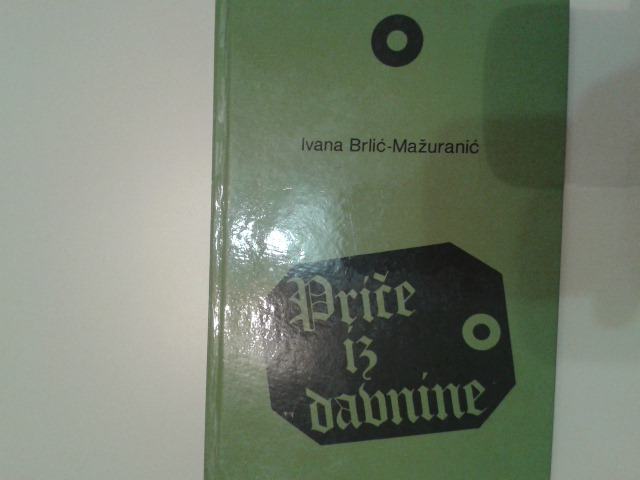 Ivana Brlić-Mažuranić
Priče
iz
davnine